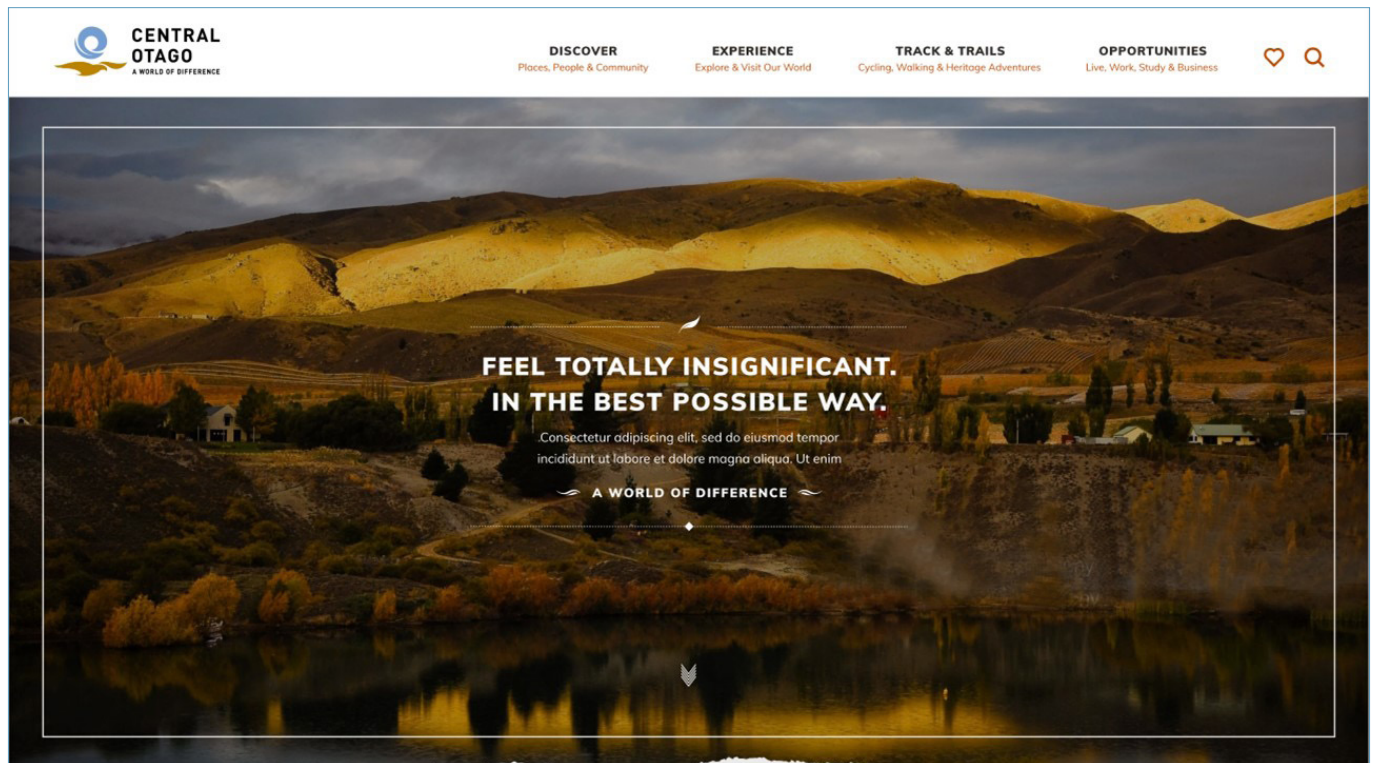 CENTRAL
OTAGO
A WORLD OF DIFFERENCE
DISCOVER
Places, People & Community
EXPERIENCE
Explore & Visit Our World
TRACK & TRAILS
Cycling, Walking & Heritage Adventures
OPPORTUNITIES
Live, Work, Study & Business
FEEL TOTALLY INSIGNIFICANT.
IN THE BEST POSSIBLE WAY.
.Consectetur adipiscing elit, sed do eiusmod tempor
incididunt ut labore et dolore magna aliqua. Ut enim
A WORLD OF DIFFERENCE